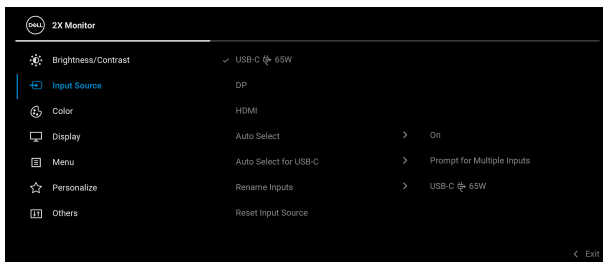 DELL 2X Monitor
Brightness/Contrast
✓ USB-C 65W
Input Source
DP
Color
HDMI
Display
Auto Select > On
Menu
Auto Select for USB-C > Prompt for Multiple Inputs
Personalize
Rename Inputs > USB-C 65W
Others
Reset Input Source
< Exit